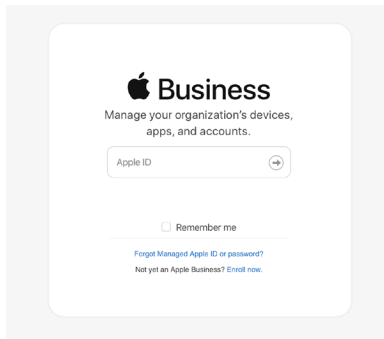 Business
Manage your organization's devices,
apps, and accounts.
Apple ID
Remember me
Forgot Managed Apple ID or password?
Not yet an Apple Business? Enroll now.